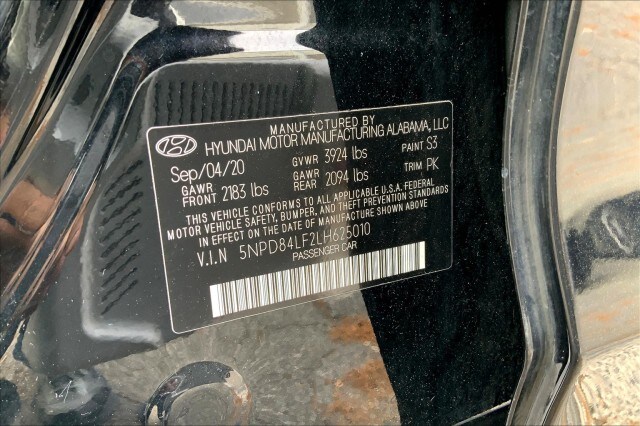 MANUFACTURED BY
HYUNDAI MOTOR MANUFACTURING ALABAMA, LLC
Sep/04/20 GVWR 3924 lbs PAINT S3
GAWR FRONT 2183 lbs GAWR REAR 2094 lbs TRIM PK
THIS VEHICLE CONFORMS TO ALL APPLICABLE U.S.A. FEDERAL
MOTOR VEHICLE SAFETY, BUMPER, AND THEFT PREVENTION STANDARDS
IN EFFECT ON THE DATE OF MANUFACTURE SHOWN ABOVE.
V.I.N 5NPD84LF2LH625010
PASSENGER CAR